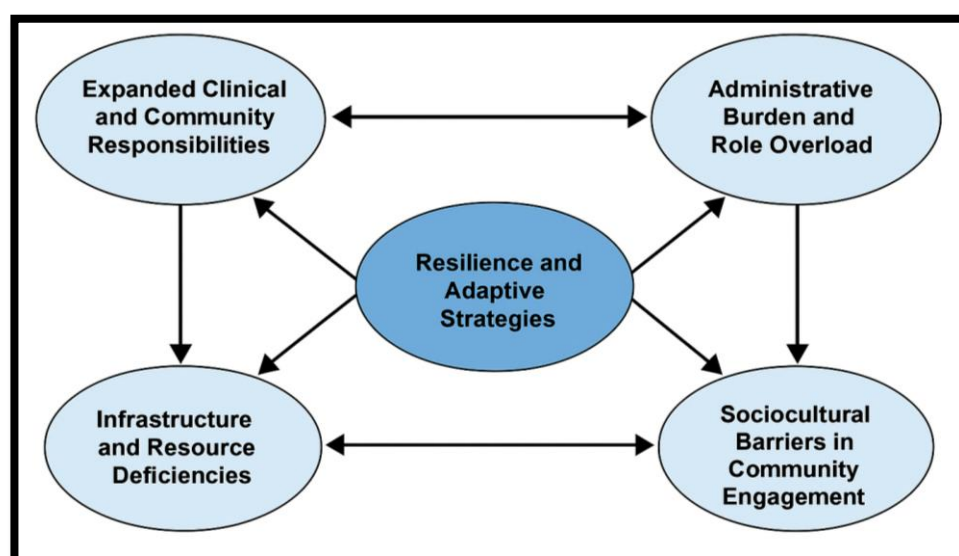 Expanded Clinical
and Community
Responsibilities
Administrative
Burden and
Role Overload
Resilience and
Adaptive
Strategies
Infrastructure
and Resource
Deficiencies
Sociocultural
Barriers in
Community
Engagement